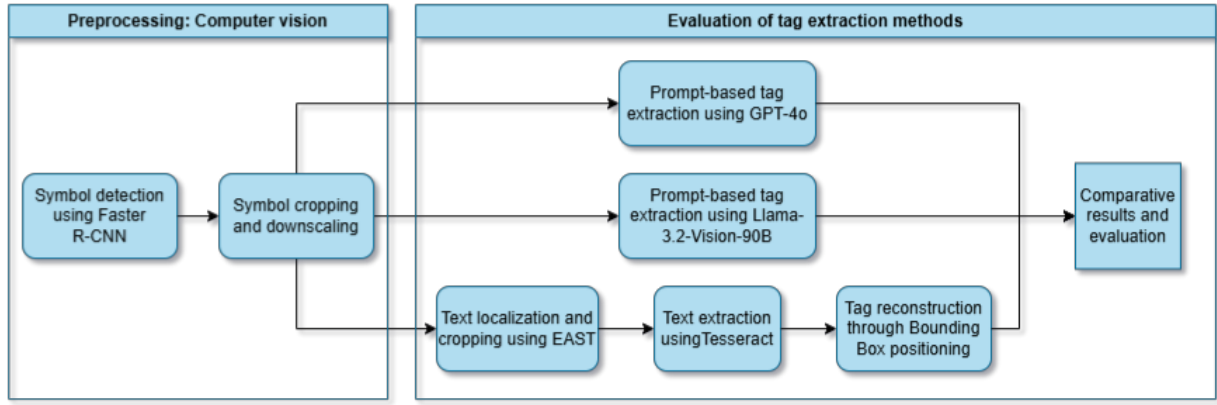 Preprocessing: Computer vision
Evaluation of tag extraction methods
Symbol detection
using Faster
R-CNN
Symbol cropping
and downscaling
Prompt-based tag
extraction using GPT-4o
Prompt-based tag
extraction using Llama-
3.2-Vision-90B
Text localization and
cropping using EAST
Text extraction
usingTesseract
Tag reconstruction
through Bounding
Box positioning
Comparative
results and
evaluation